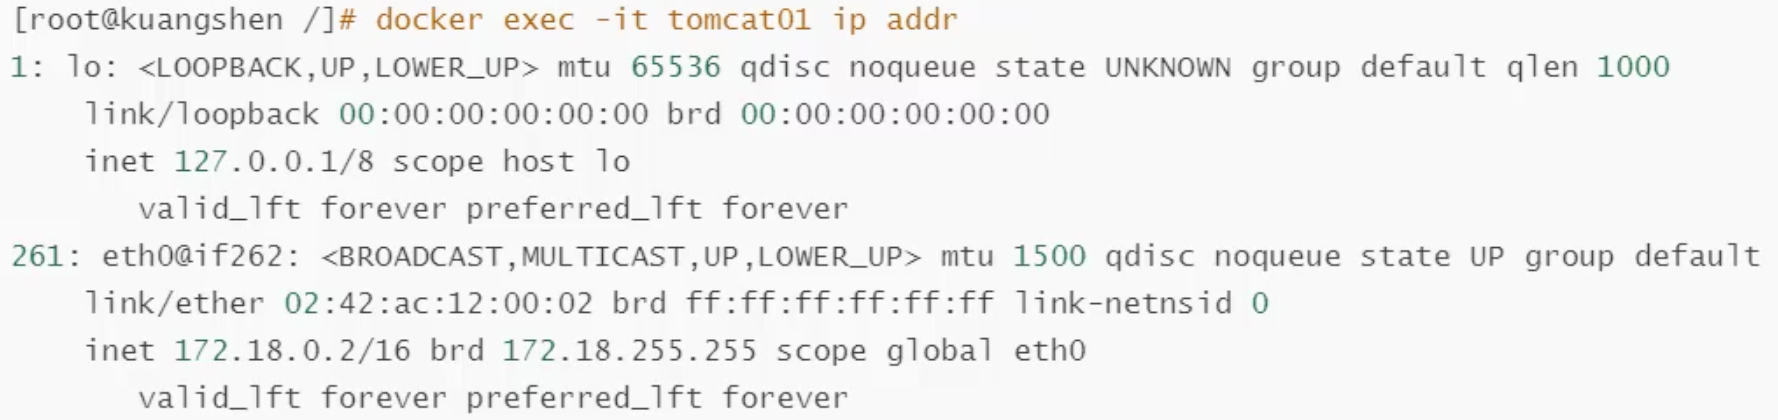 [root@kuangshen /]# docker exec -it tomcat01 ip addr
1: lo: <LOOPBACK,UP,LOWER_UP> mtu 65536 qdisc noqueue state UNKNOWN group default qlen 1000
link/loopback 00:00:00:00:00:00 brd 00:00:00:00:00:00
inet 127.0.0.1/8 scope host lo
valid_lft forever preferred_lft forever
261: eth0@if262: <BROADCAST,MULTICAST,UP,LOWER_UP> mtu 1500 qdisc noqueue state UP group default
link/ether 02:42:ac:12:00:02 brd ff:ff:ff:ff:ff:ff link-netnsid 0
inet 172.18.0.2/16 brd 172.18.255.255 scope global eth0
valid_lft forever preferred_lft forever